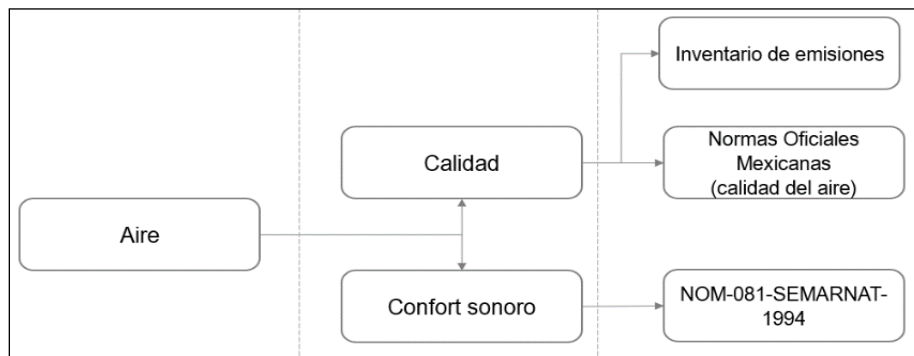 Inventario de emisiones
Calidad
Normas Oficiales
Mexicanas
(calidad del aire)
Aire
Confort sonoro
NOM-081-SEMARNAT-
1994